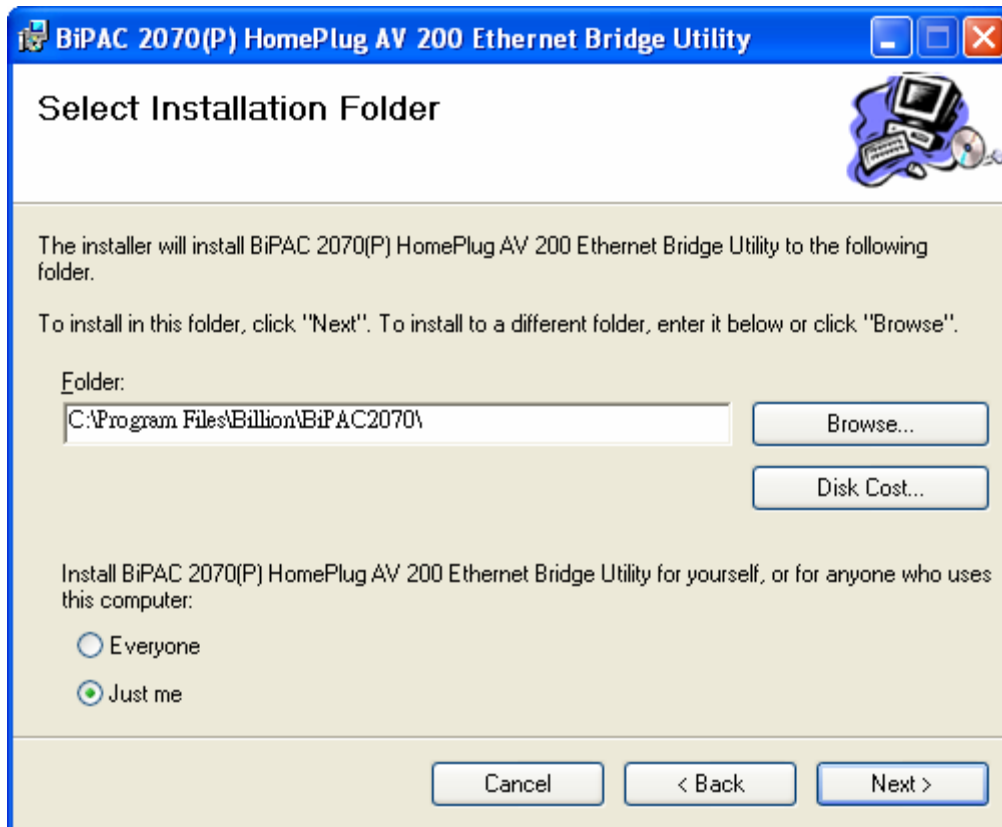 BiPAC 2070(P) HomePlug AV 200 Ethernet Bridge Utility
Select Installation Folder
The installer will install BiPAC 2070(P) HomePlug AV 200 Ethernet Bridge Utility to the following
folder.
To install in this folder, click "Next". To install to a different folder, enter it below or click "Browse".
Folder:
C:\Program Files\Billion\BiPAC2070\
Browse...
Disk Cost...
Install BiPAC 2070(P) HomePlug AV 200 Ethernet Bridge Utility for yourself, or for anyone who uses
this computer:
Everyone
Just me
Cancel
< Back
Next >